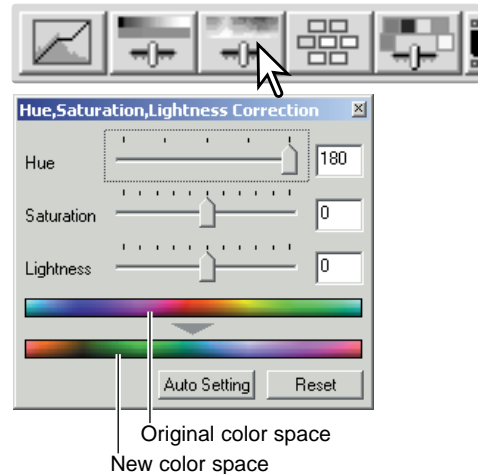 Hue,Saturation,Lightness Correction
Hue 180
Saturation 0
Lightness 0
Auto Setting Reset
Original color space
New color space